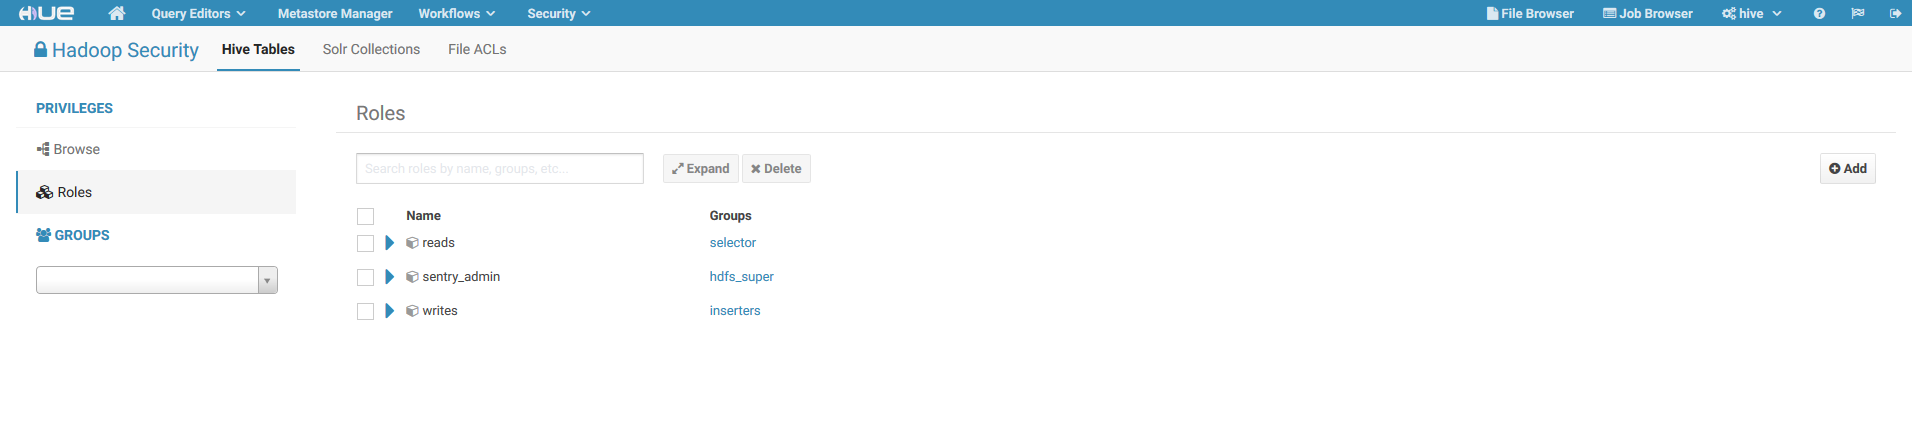 HUE Query Editors Metastore Manager Workflows Security File Browser Job Browser hive
Hadoop Security Hive Tables Solr Collections File ACLs
PRIVILEGES
Browse
Roles
GROUPS
Roles
Search roles by name, groups, etc... Expand Delete Add
Name Groups
reads selector
sentry_admin hdfs_super
writes inserters